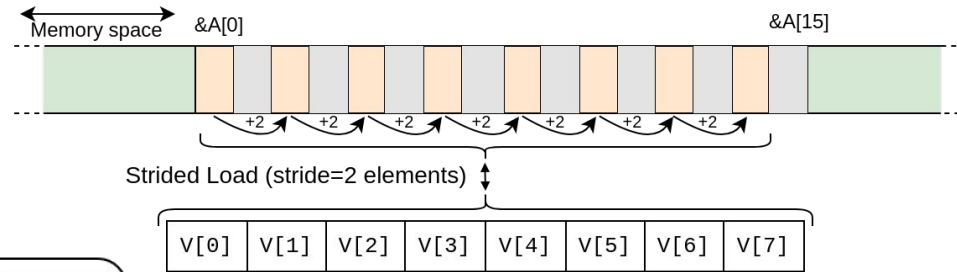 Memory space
&A[0]
&A[15]
+2 +2 +2 +2 +2 +2 +2
Strided Load (stride=2 elements)
V[0] V[1] V[2] V[3] V[4] V[5] V[6] V[7]